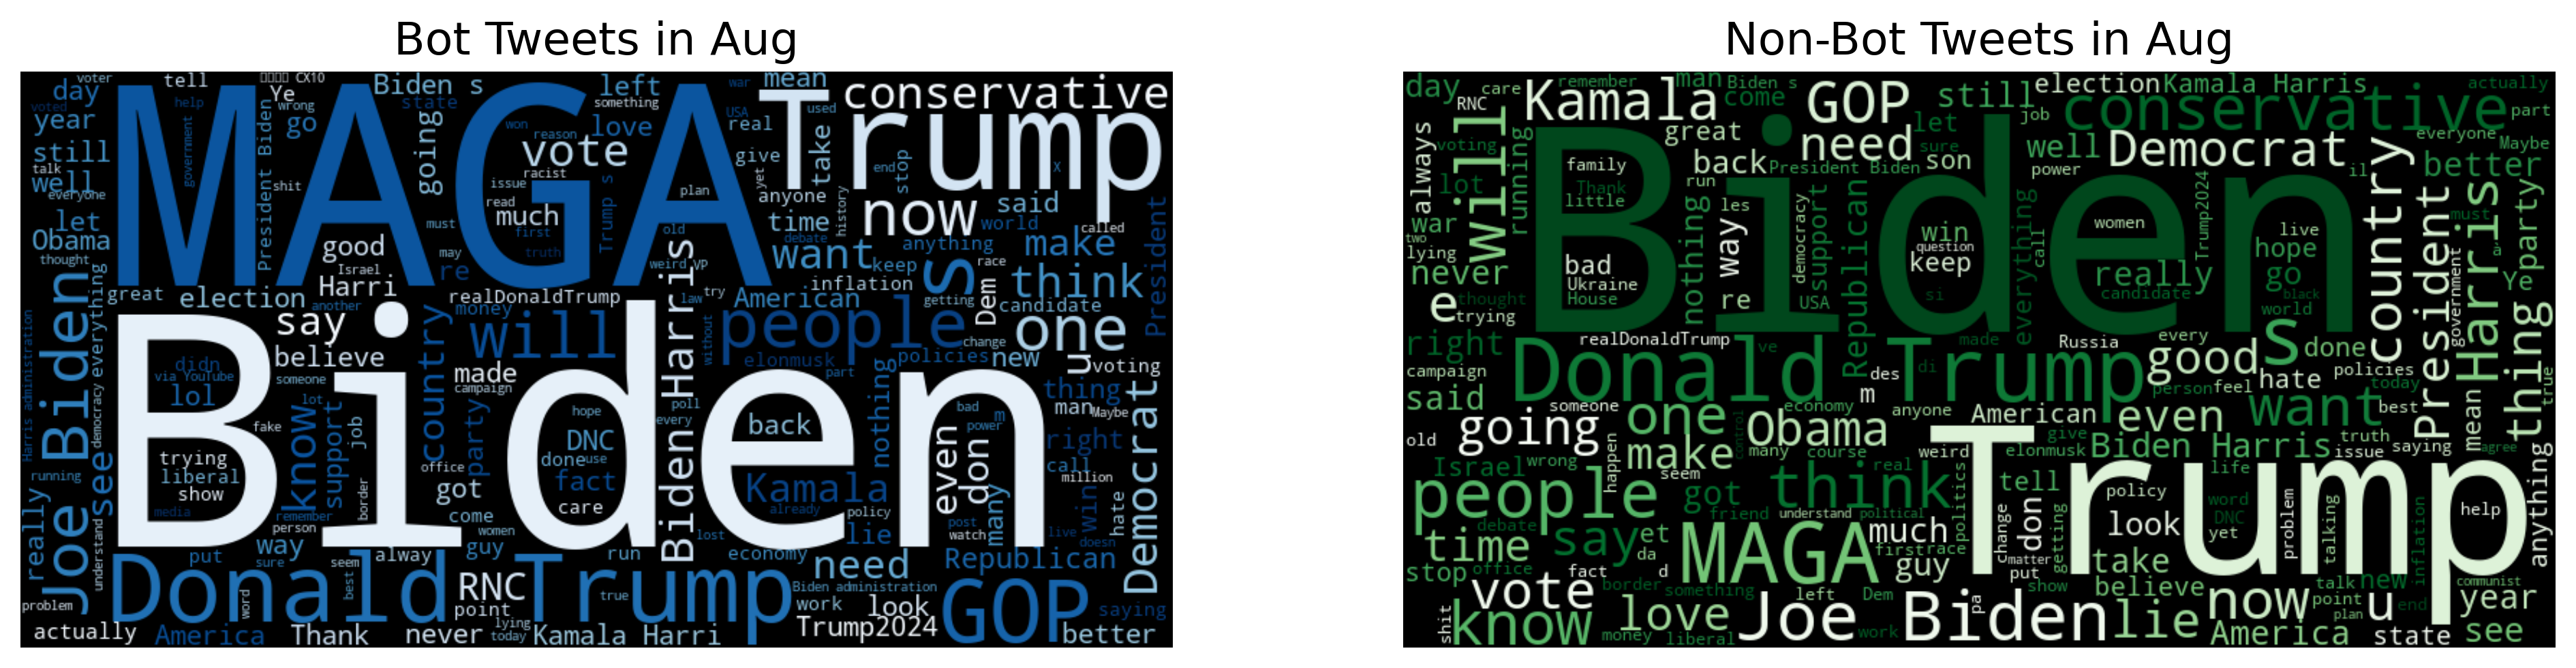 Bot Tweets in Aug
Non-Bot Tweets in Aug
voter
tell
CX10
Biden s
left
war
mean
conservative
day
voted
help
wrong
Ye
state
something
USA
used
Trump
year
go
won
reason
love
real
take
still
government
President Biden
going
vote
give
end
stop
X
talk
well
shit
racist
issue
plan
yet
anyone
everyone
MAGA
read
much
time
history
now
said
world
let
must
first
Trump s
old
debate
called
Obama
good
may
truth
want
anything
make
thought
Israel
re
weird
VP
keep
race
s
think
President
great
election
Harri
realDonaldTrump
law
try
inflation
getting
Dem
candidate
another
money
American
everything
say
will
Harris
without
people
one
Biden
believe
country
elonmusk
policies
change
new
u
voting
didn
via YouTube
someone
made
campaign
part
thing
lol
lot
poll
nothing
man
Maybe
democracy
Joe Biden
know
support
job
party
hope
every
back
bad
m
power
right
Democrat
fake
DNC
trying
liberal
show
office
done
use
fact
even
don
call
hate
million
Harris administration
running
see
border
got
care
Kamala
already
many
win
media
remember
come
policy
really
understand
person
women
post
watch
live
doesn
way
guy
lie
lost
put
sure
seem
alway
run
economy
need
Republican
Donald Trump
best
RNC
true
Biden administration
GOP
problem
word
point
work
look
saying
lying
actually
America
Thank
never
today
Kamala Harri
Trump2024
better
Biden Harris
day
care
remember
man
Biden s
election
Kamala Harris
actually
RNC
Kamala
come
GOP
still
job
conservative
part
always
voting
will
great
need
let
sure
well
Democrat
everyone
Maybe
running
family
back
President Biden
son
power
il
better
lot
Thank
little
run
les
women
Trump2024
country
war
two
lying
never
Biden
nothing
way
democracy
support
Republican
win
question
keep
everything
call
live
hope
must
Harris
party
bad
Ukraine
House
re
USA
si
really
candidate
go
black
world
President
government
a
Ye
e
thought
trying
realDonaldTrump
ve
made
di
Russia
every
good
s
done
thing
right
campaign
Donald Trump
des
m
person
feel
hate
policies
today
true
said
someone
one
economy
anyone
American
even
want
best
old
going
make
Obama
control
many
course
weird
give
elonmusk
Biden Harris
truth
issue
saying
mean
agree
Israel
wrong
happen
seem
got
real
think
politics
Trump
tell
life
people
friend
understand
political
policy
word
DNC
yet
look
problem
talking
help
anything
debate
time
say
et
da
MAGA
much
first
race
change
don
getting
inflation
stop
office
d
fact
border
something
guy
matter
put
take
show
believe
talk
new
communist
vote
left
Dem
shit
know
love
money
liberal
Joe Biden
work
pa
lie
now
point
plan
u
end
year
America
state
see